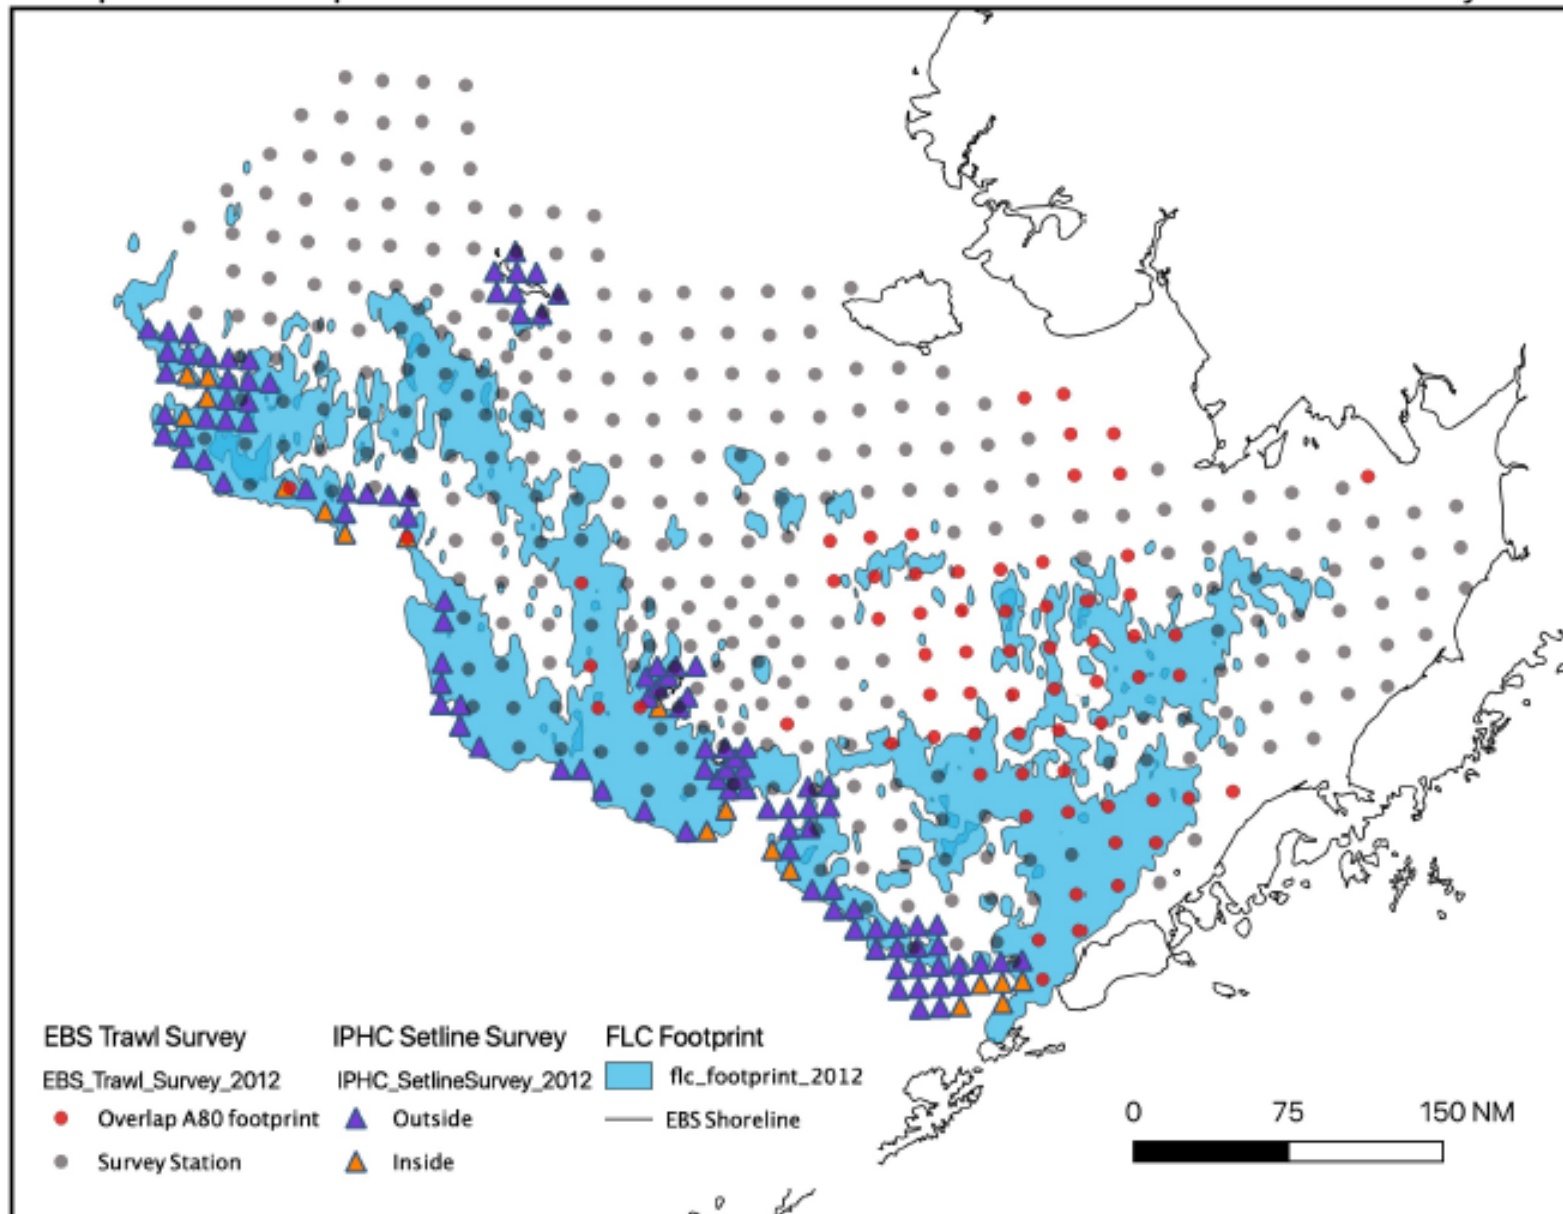 EBS Trawl Survey
EBS_Trawl_Survey_2012
Overlap A80 footprint
Survey Station
IPHC Setline Survey
IPHC_SetlineSurvey_2012
Outside
Inside
FLC Footprint
flc_footprint_2012
EBS Shoreline
0 75 150 NM